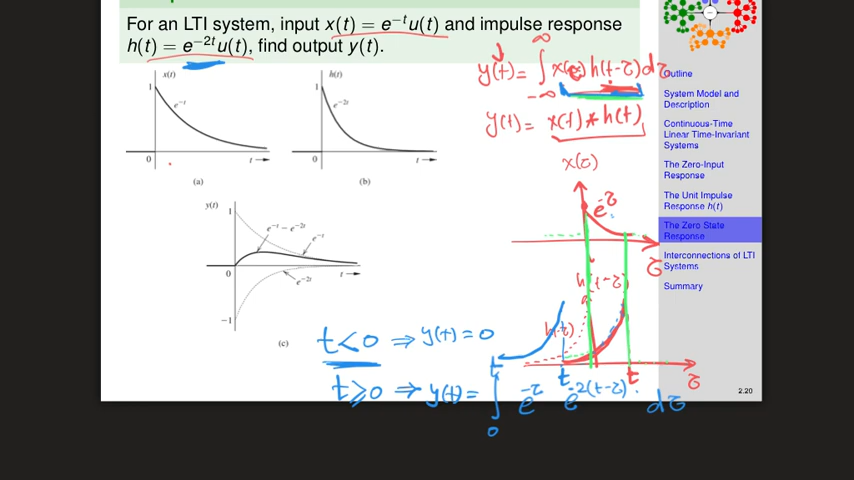 For an LTI system, input x(t) = e^{-t}u(t) and impulse response
h(t) = e^{-2t}u(t), find output y(t).
y(t) = ∫_{-∞}^{∞} x(τ) h(t-τ) dτ
y(t) = x(t) * h(t)
x(t)
1
e^{-t}
0
t
(a)
h(t)
1
e^{-2t}
0
t
(b)
x(τ)
e^{-τ}
τ
y(t)
1
e^{-t} - e^{-2t}
e^{-t}
0
t
-e^{-2t}
-1
(c)
h(t-τ)
t
t
τ
t<0 ⇒ y(t) = 0
t≥0 ⇒ y(t) = ∫_0^t e^{-τ} e^{-2(t-τ)} . dτ
Outline
System Model and
Description
Continuous-Time
Linear Time-Invariant
Systems
The Zero-Input
Response
The Unit Impulse
Response h(t)
The Zero State
Response
Interconnections of LTI
Systems
Summary
2.20